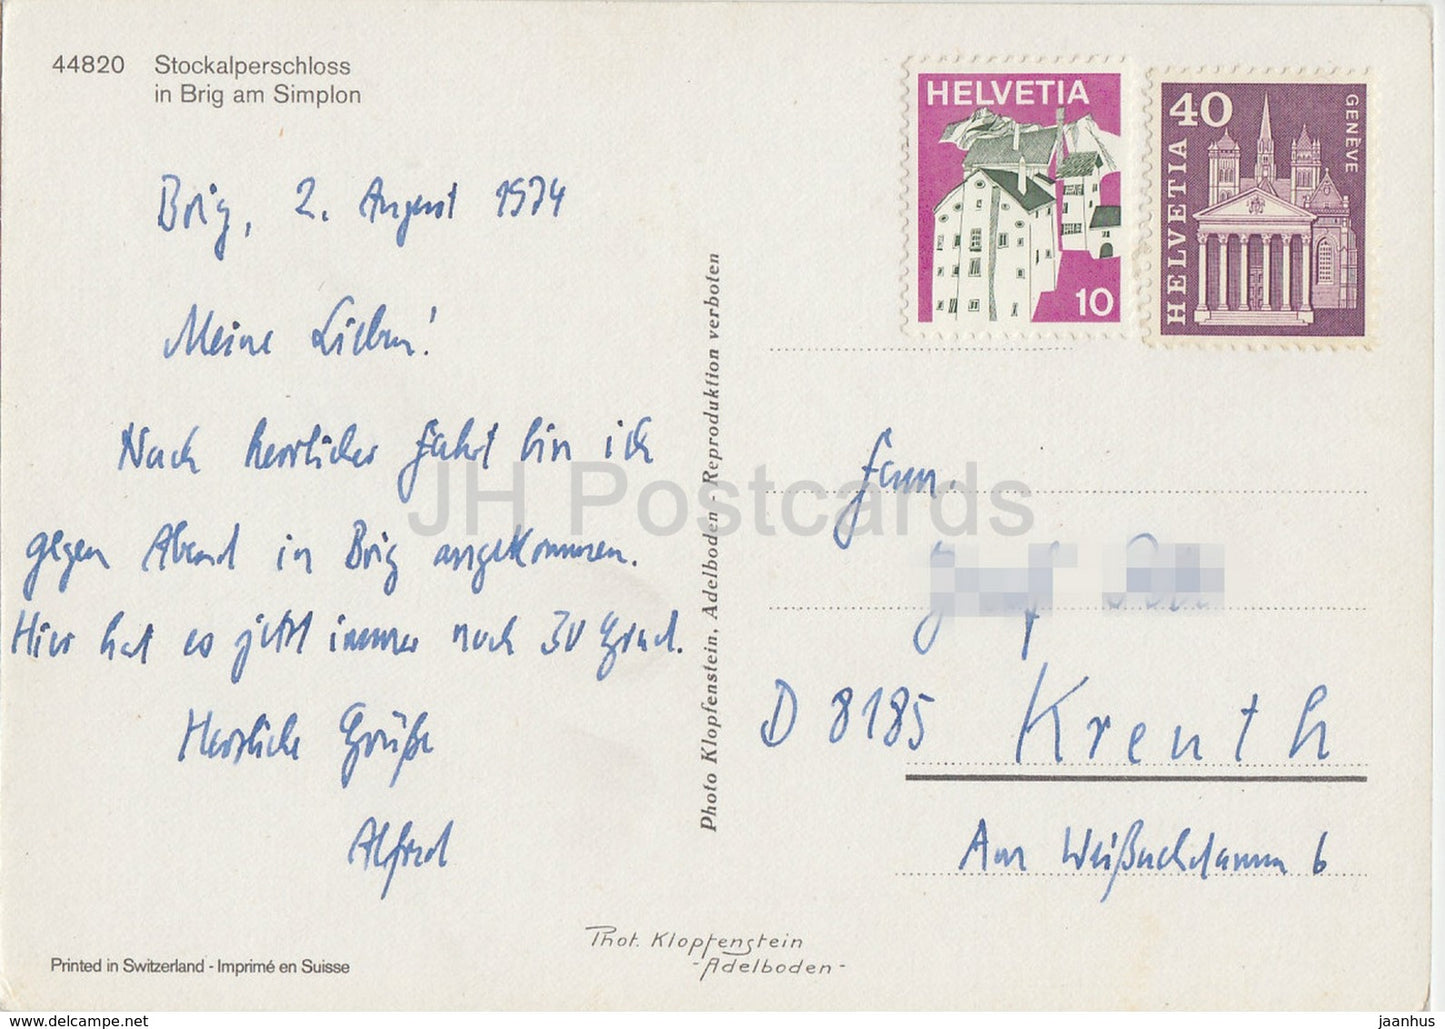 44820 Stockalperschloss
in Brig am Simplon
Brig, 2. August 1974
Meine Lieben!
Nach herrlicher Fahrt bin ich
gegen Abend in Brig angekommen.
Hier hat es jetzt immer noch 30 Grad.
Herzliche Grüße
Alfred
Printed in Switzerland - Imprimé en Suisse
Photo Klopfenstein, Adelboden - Reproduktion verboten
Phot. Klopfenstein
-Adelboden-
HELVETIA
10
40
GENÈVE
HELVETIA
Fam.
D 8185 Kreuth
Am Weißachdamm 6
JH Postcards
www.delcampe.net
jaanhus